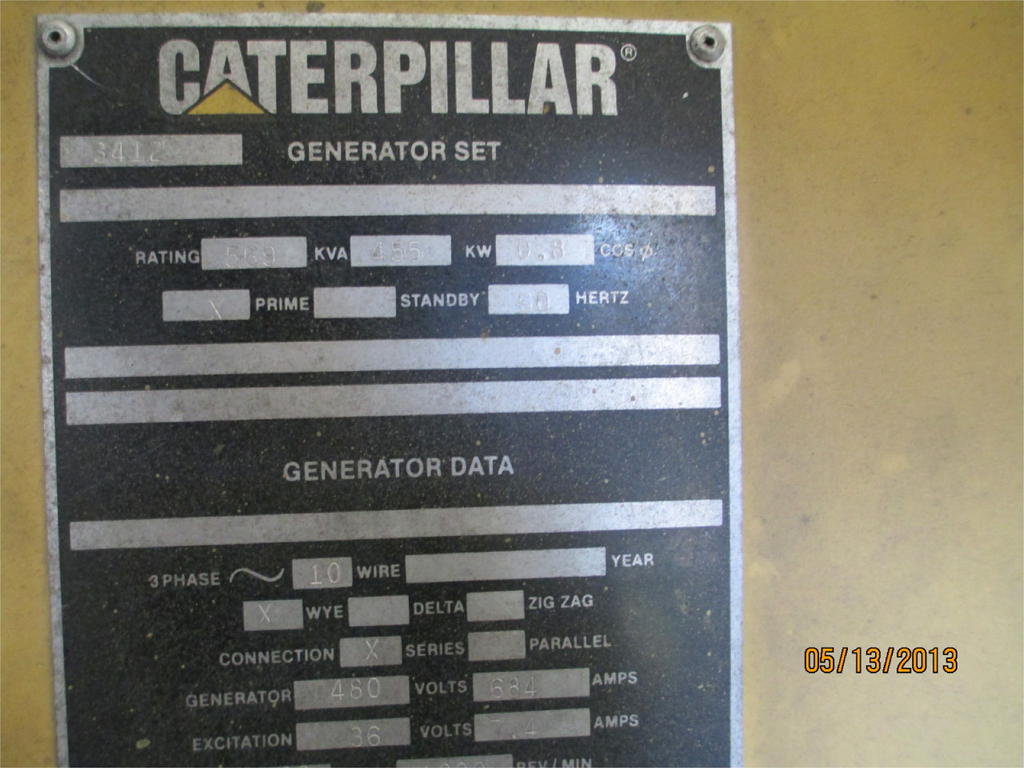 CATERPILLAR®
3412 GENERATOR SET
RATING 569 KVA 455 KW 0.8 COS ϕ
X PRIME STANDBY 60 HERTZ
GENERATOR DATA
3 PHASE 10 WIRE YEAR
X WYE DELTA ZIG ZAG
CONNECTION X SERIES PARALLEL
GENERATOR 480 VOLTS 684 AMPS
EXCITATION 36 VOLTS AMPS
REV / MIN
05/13/2013